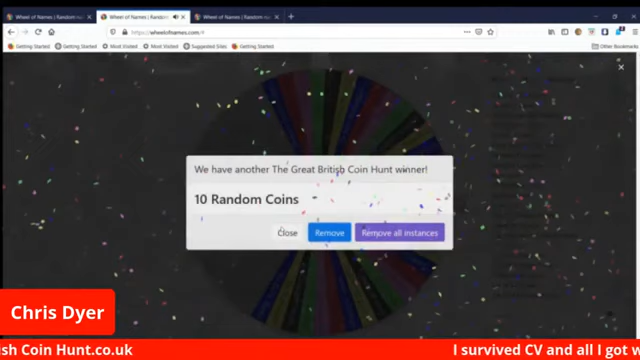 Wheel of Names | Random nam
Wheel of Names | Random
Wheel of Names | Random nam
https://wheelofnames.com/#
Getting Started
Getting Started
Most Visited
Most Visited
Suggested Sites
Getting Started
Other Bookmarks
We have another The Great British Coin Hunt winner!
10 Random Coins
Close
Remove
Remove all instances
Chris Dyer
ish Coin Hunt.co.uk
I survived CV and all I got w